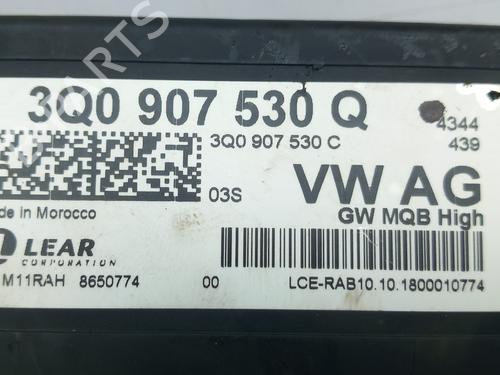 3Q0 907 530 Q
4344
3Q0 907 530 C
439
03S
VW AG
de in Morocco
GW MQB High
LEAR
CORPORATION
M11RAH 8650774 00 LCE-RAB10.10.1800010774